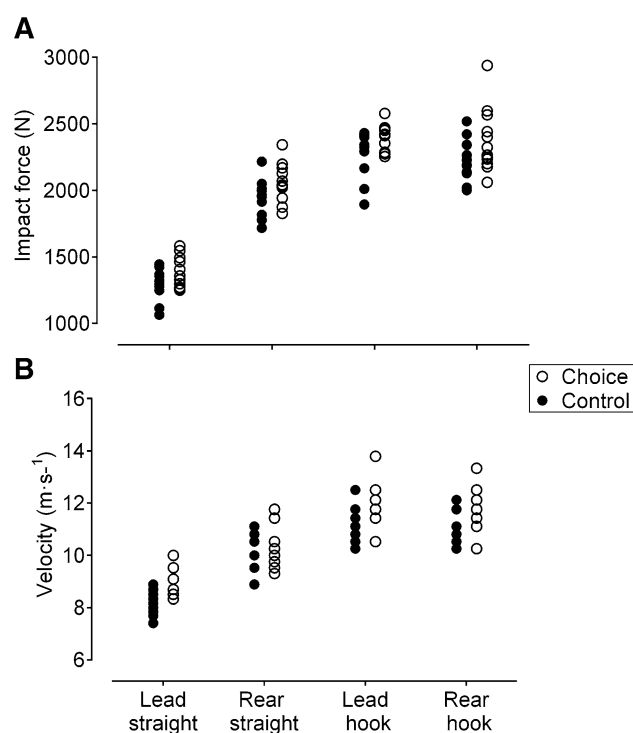 A
3000
2500
2000
1500
1000
Impact force (N)
B
Choice
Control
16
14
12
10
8
6
Velocity (m·s-1)
Lead straight
Rear straight
Lead hook
Rear hook